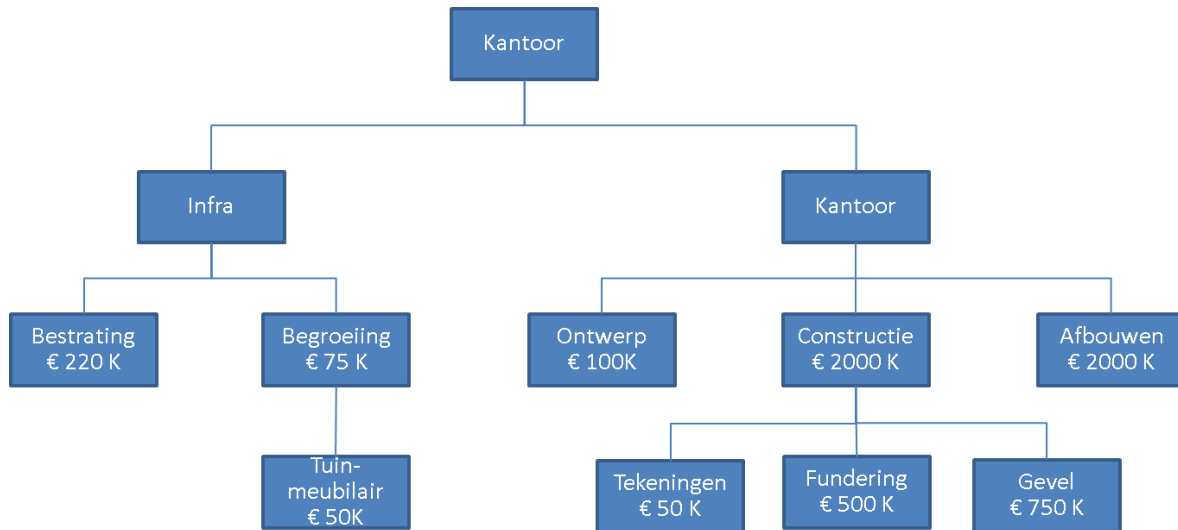 Kantoor
Infra
Kantoor
Bestrating
€ 220 K
Begroeiing
€ 75 K
Ontwerp
€ 100K
Constructie
€ 2000 K
Afbouwen
€ 2000 K
Tuin-
meubilair
€ 50K
Tekeningen
€ 50 K
Fundering
€ 500 K
Gevel
€ 750 K